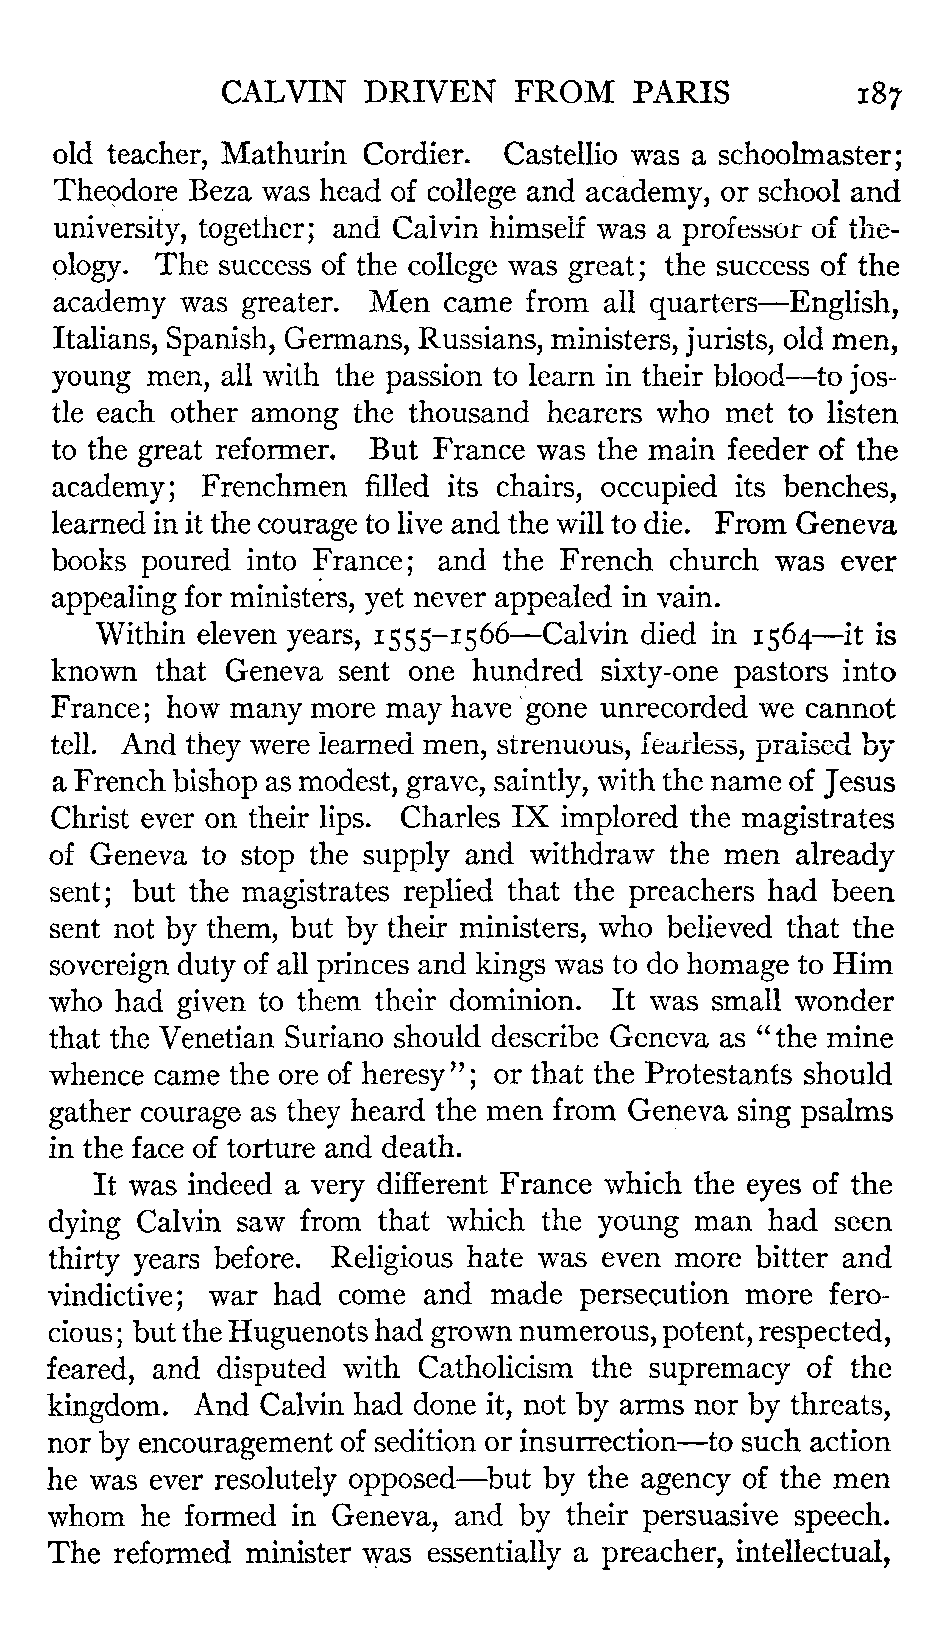 CALVIN DRIVEN FROM PARIS 187
old teacher, Mathurin Cordier. Castellio was a schoolmaster;
Theodore Beza was head of college and academy, or school and
university, together; and Calvin himself was a professor of the-
ology. The success of the college was great; the success of the
academy was greater. Men came from all quarters—English,
Italians, Spanish, Germans, Russians, ministers, jurists, old men,
young men, all with the passion to learn in their blood—to jos-
tle each other among the thousand hearers who met to listen
to the great reformer. But France was the main feeder of the
academy; Frenchmen filled its chairs, occupied its benches,
learned in it the courage to live and the will to die. From Geneva
books poured into France; and the French church was ever
appealing for ministers, yet never appealed in vain.
Within eleven years, 1555–1566—Calvin died in 1564—it is
known that Geneva sent one hundred sixty-one pastors into
France; how many more may have gone unrecorded we cannot
tell. And they were learned men, strenuous, fearless, praised by
a French bishop as modest, grave, saintly, with the name of Jesus
Christ ever on their lips. Charles IX implored the magistrates
of Geneva to stop the supply and withdraw the men already
sent; but the magistrates replied that the preachers had been
sent not by them, but by their ministers, who believed that the
sovereign duty of all princes and kings was to do homage to Him
who had given to them their dominion. It was small wonder
that the Venetian Suriano should describe Geneva as "the mine
whence came the ore of heresy"; or that the Protestants should
gather courage as they heard the men from Geneva sing psalms
in the face of torture and death.
It was indeed a very different France which the eyes of the
dying Calvin saw from that which the young man had seen
thirty years before. Religious hate was even more bitter and
vindictive; war had come and made persecution more fero-
cious; but the Huguenots had grown numerous, potent, respected,
feared, and disputed with Catholicism the supremacy of the
kingdom. And Calvin had done it, not by arms nor by threats,
nor by encouragement of sedition or insurrection—to such action
he was ever resolutely opposed—but by the agency of the men
whom he formed in Geneva, and by their persuasive speech.
The reformed minister was essentially a preacher, intellectual,